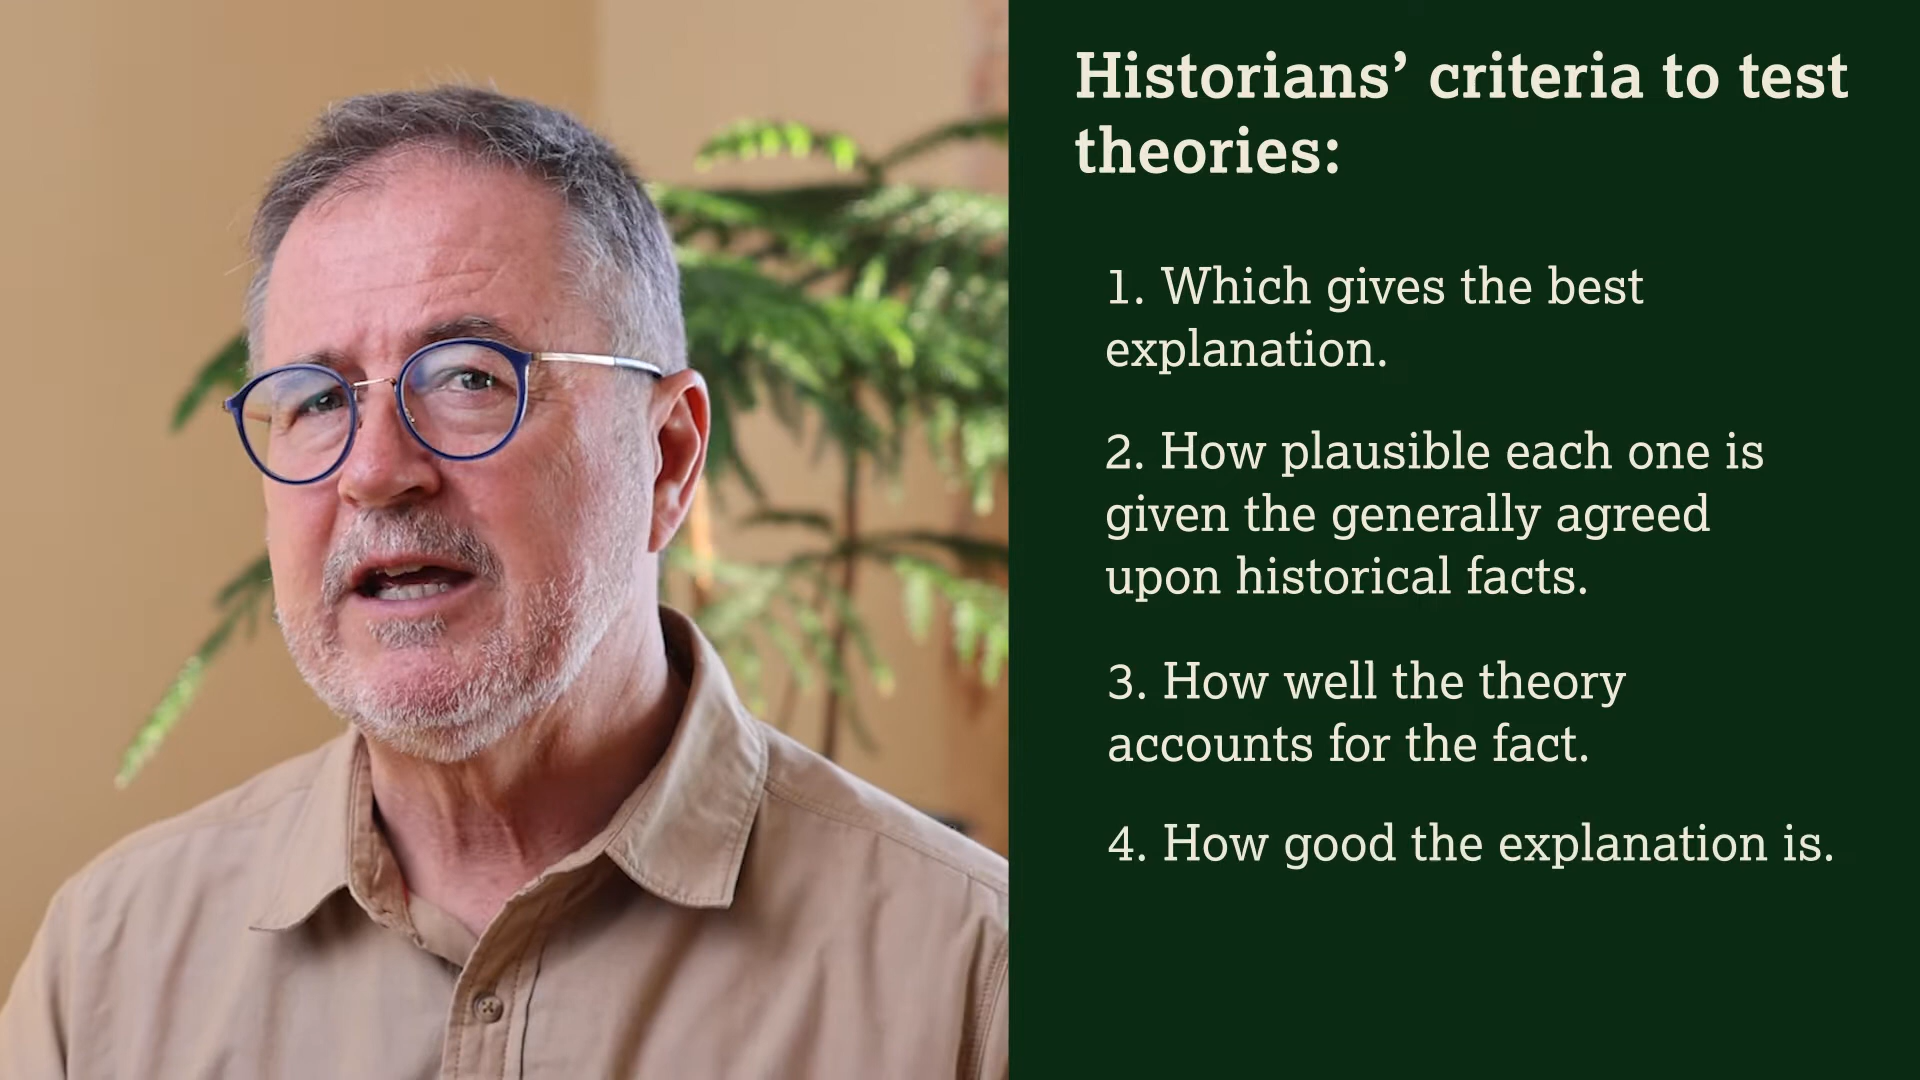 Historians’ criteria to test
theories:
1. Which gives the best
explanation.
2. How plausible each one is
given the generally agreed
upon historical facts.
3. How well the theory
accounts for the fact.
4. How good the explanation is.